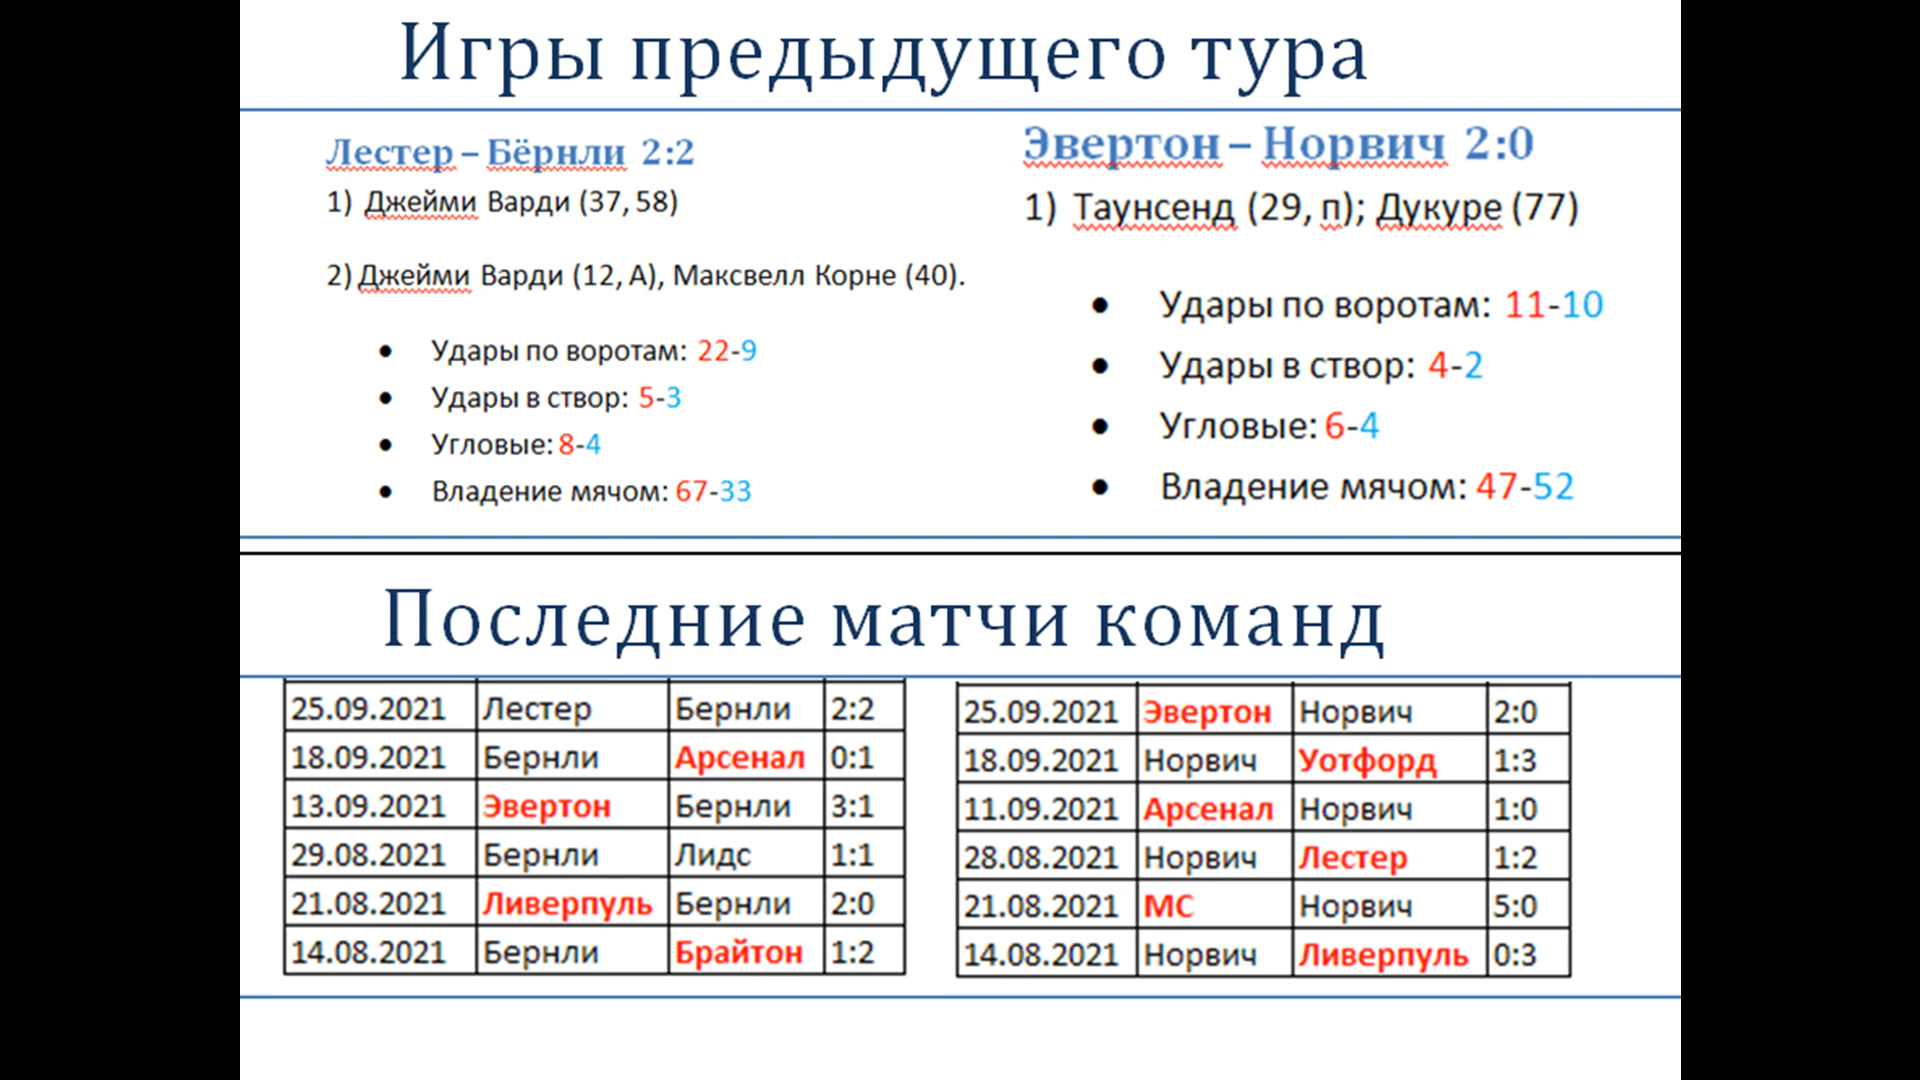 Игры предыдущего тура
Лестер – Бёрнли 2:2
1) Джейми Варди (37, 58)
2) Джейми Варди (12, А), Максвелл Корне (40).
• Удары по воротам: 22-9
• Удары в створ: 5-3
• Угловые: 8-4
• Владение мячом: 67-33
Эвертон – Норвич 2:0
1) Таунсенд (29, п); Дукуре (77)
• Удары по воротам: 11-10
• Удары в створ: 4-2
• Угловые: 6-4
• Владение мячом: 47-52
Последние матчи команд
25.09.2021 Лестер Бернли 2:2
18.09.2021 Бернли Арсенал 0:1
13.09.2021 Эвертон Бернли 3:1
29.08.2021 Бернли Лидс 1:1
21.08.2021 Ливерпуль Бернли 2:0
14.08.2021 Бернли Брайтон 1:2
25.09.2021 Эвертон Норвич 2:0
18.09.2021 Норвич Уотфорд 1:3
11.09.2021 Арсенал Норвич 1:0
28.08.2021 Норвич Лестер 1:2
21.08.2021 МС Норвич 5:0
14.08.2021 Норвич Ливерпуль 0:3